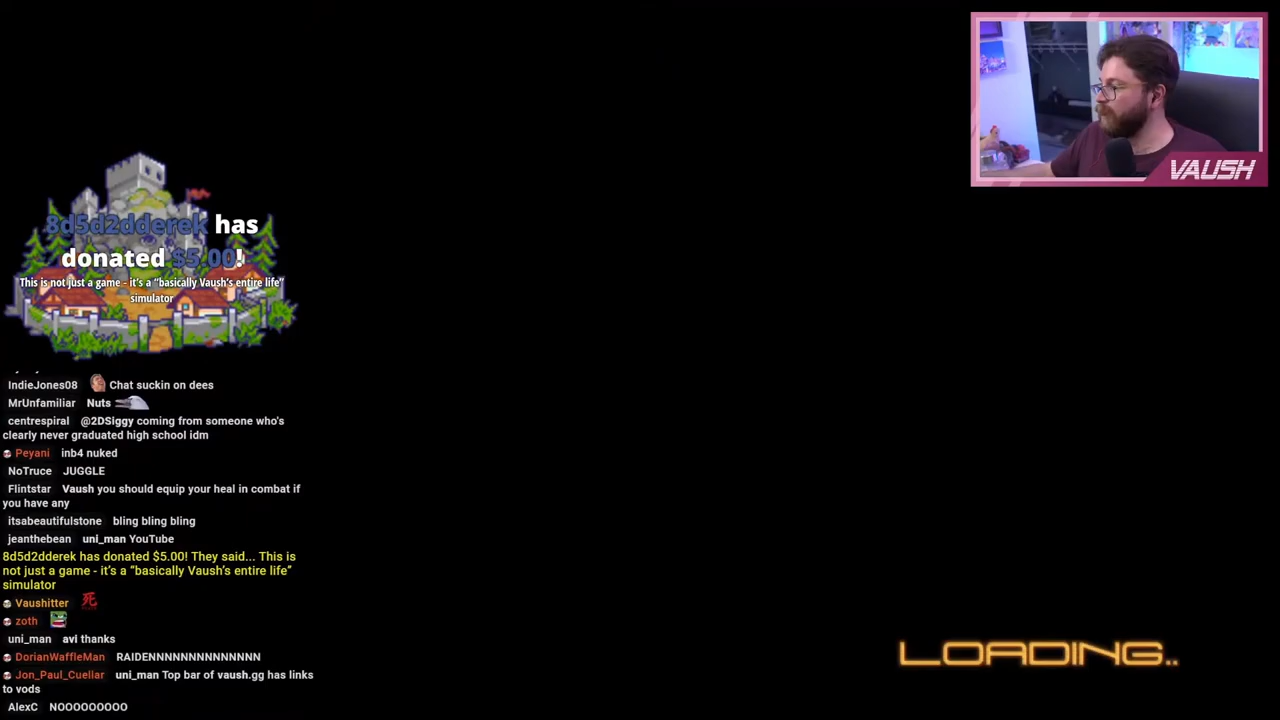 VAUSH
8d5d2dderek has
donated $5.00!
This is not just a game - it's a “basically Vaush's entire life”
simulator
IndieJones08 Chat suckin on dees
MrUnfamiliar Nuts
centrespiral @2DSiggy coming from someone who's
clearly never graduated high school idm
Peyani inb4 nuked
NoTruce JUGGLE
Flintstar Vaush you should equip your heal in combat if
you have any
itsabeautifulstone bling bling bling
jeanthebean uni_man YouTube
8d5d2dderek has donated $5.00! They said... This is
not just a game - it's a “basically Vaush's entire life”
simulator
Vaushitter 死
zoth
uni_man avi thanks
DorianWaffleMan RAIDENNNNNNNNNNNNN
Jon_Paul_Cuellar uni_man Top bar of vaush.gg has links
to vods
AlexC NOOOOOOOOO
LOADING..